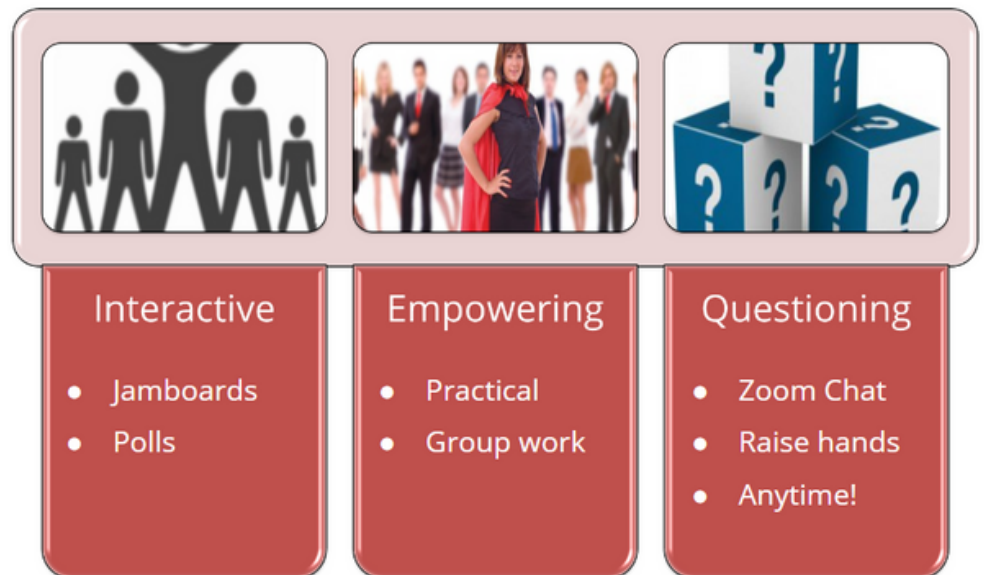 Interactive
Jamboards
Polls
Empowering
Practical
Group work
Questioning
Zoom Chat
Raise hands
Anytime!